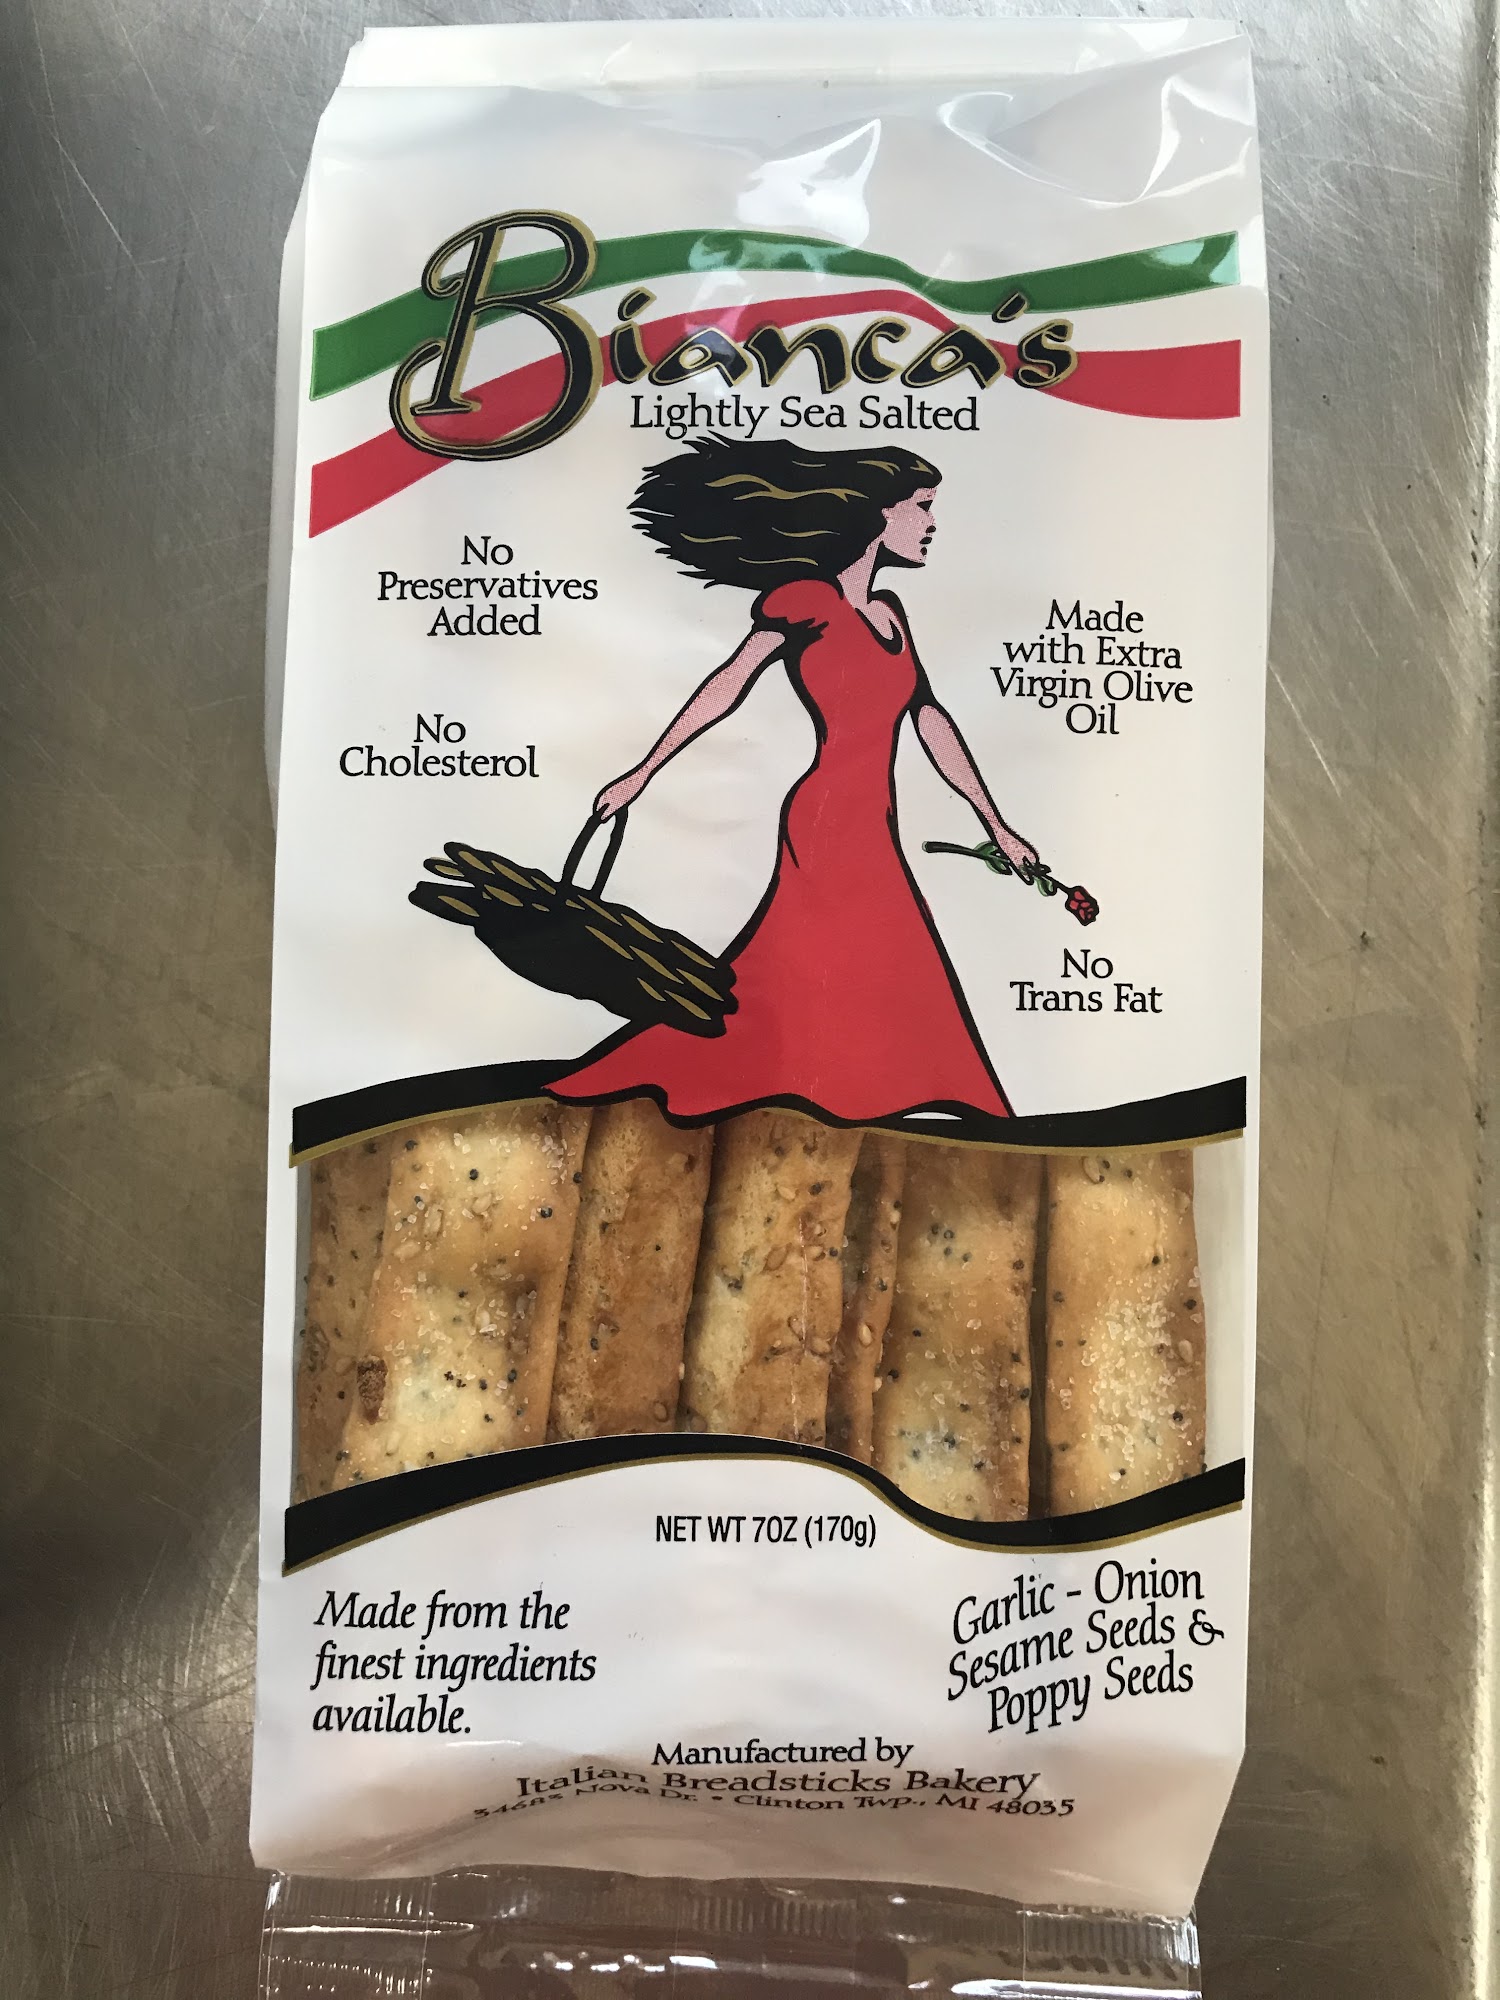 Bianca's
Lightly Sea Salted
No
Preservatives
Added
No
Cholesterol
Made
with Extra
Virgin Olive
Oil
No
Trans Fat
NET WT 7OZ (170g)
Made from the
finest ingredients
available.
Garlic - Onion
Sesame Seeds &
Poppy Seeds
Manufactured by
Italian Breadsticks Bakery
Nova Dr. • Clinton Twp., MI 48035